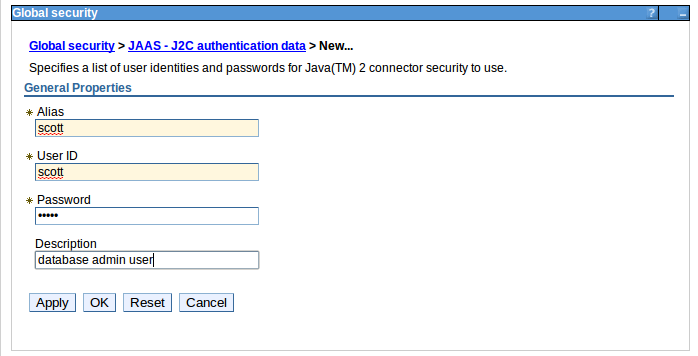 Global security
?
Global security > JAAS - J2C authentication data > New...
Specifies a list of user identities and passwords for Java(TM) 2 connector security to use.
General Properties
* Alias
scott
* User ID
scott
* Password
•••••
Description
database admin user
Apply OK Reset Cancel